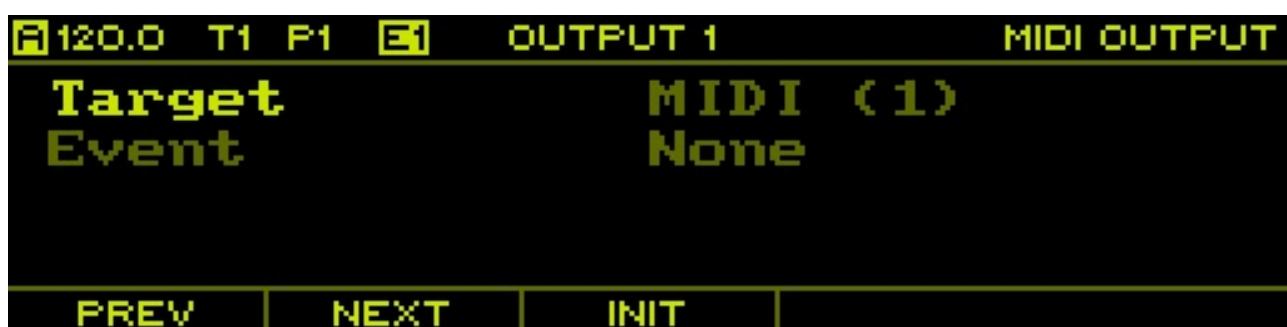 A 120.0 T1 P1 E1 OUTPUT 1 MIDI OUTPUT
Target MIDI (1)
Event None
PREV NEXT INIT